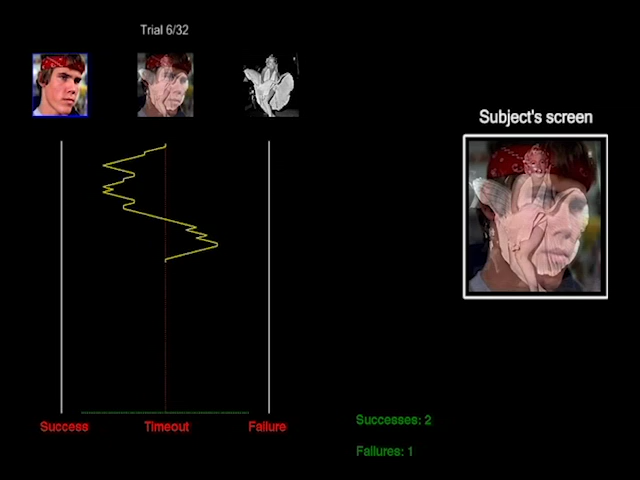 Trial 6/32
Subject's screen
Success
Timeout
Failure
Successes: 2
Failures: 1